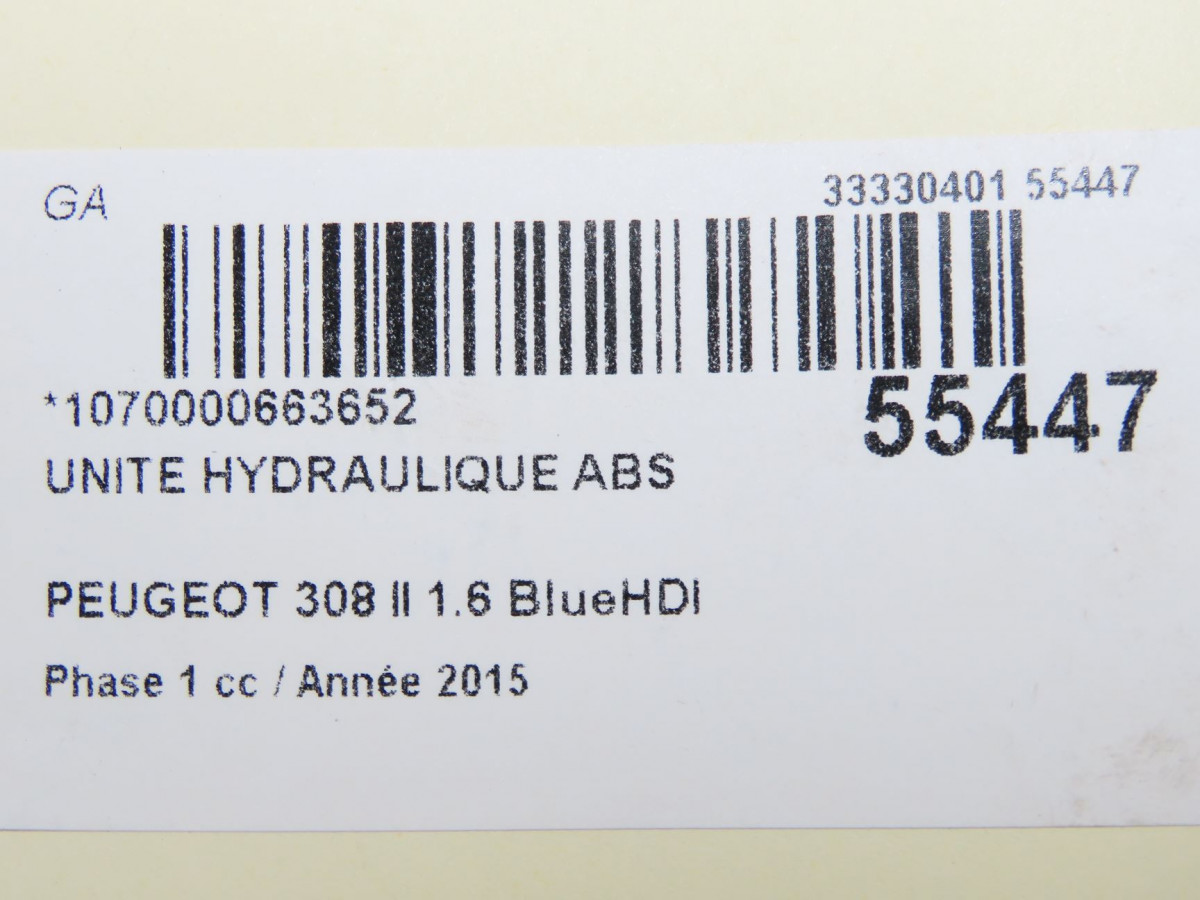 GA
33330401 55447
*1070000663652
55447
UNITE HYDRAULIQUE ABS
PEUGEOT 308 II 1.6 BlueHDI
Phase 1 cc / Année 2015